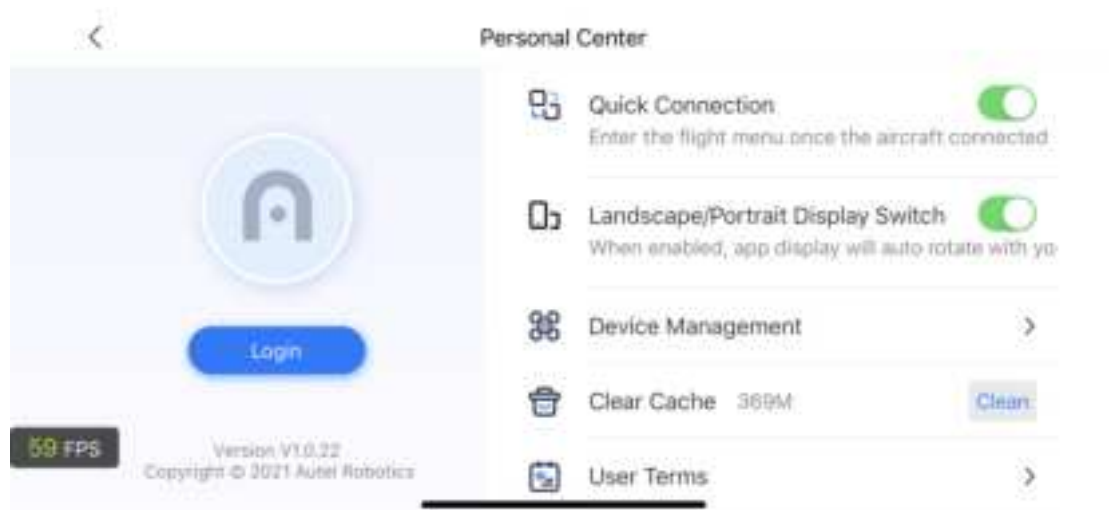 Personal Center
Quick Connection
Enter the flight menu once the aircraft connected
Landscape/Portrait Display Switch
When enabled, app display will auto rotate with yo
Device Management
Clear Cache 369M Clean
User Terms
Login
59 FPS
Version V1.0.22
Copyright © 2021 Autel Robotics